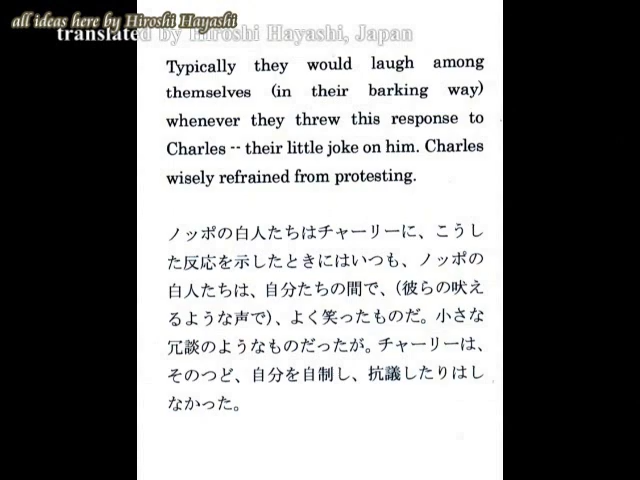 all ideas here by Hiroshi Hayashi
translated by Hiroshi Hayashi, Japan
Typically they would laugh among
themselves (in their barking way)
whenever they threw this response to
Charles -- their little joke on him. Charles
wisely refrained from protesting.
ノッポの白人たちはチャーリーに、こうし
た反応を示したときにはいつも、ノッポの
白人たちは、自分たちの間で、（彼らの吠え
るような声で）、よく笑ったものだ。小さな
冗談のようなものだったが。チャーリーは、
そのつど、自分を自制し、抗議したりはし
なかった。